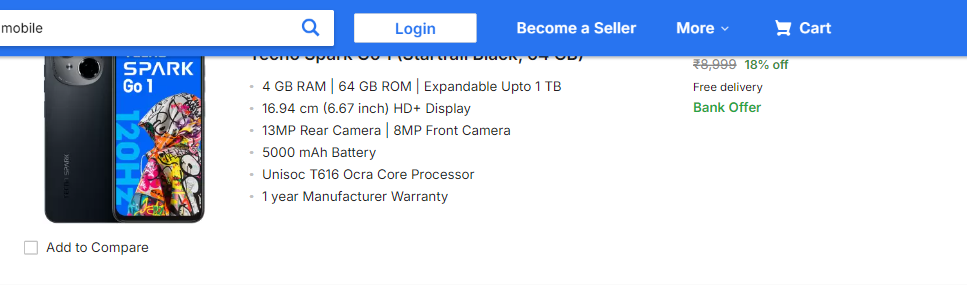 mobile
Login
Become a Seller
More
Cart
Tecno Spark Go 1 (Startrail Black, 64 GB)
₹8,999 18% off
Free delivery
Bank Offer
SPARK
Go 1
120Hz
SPARK
4 GB RAM | 64 GB ROM | Expandable Upto 1 TB
16.94 cm (6.67 inch) HD+ Display
13MP Rear Camera | 8MP Front Camera
5000 mAh Battery
Unisoc T616 Ocra Core Processor
1 year Manufacturer Warranty
Add to Compare